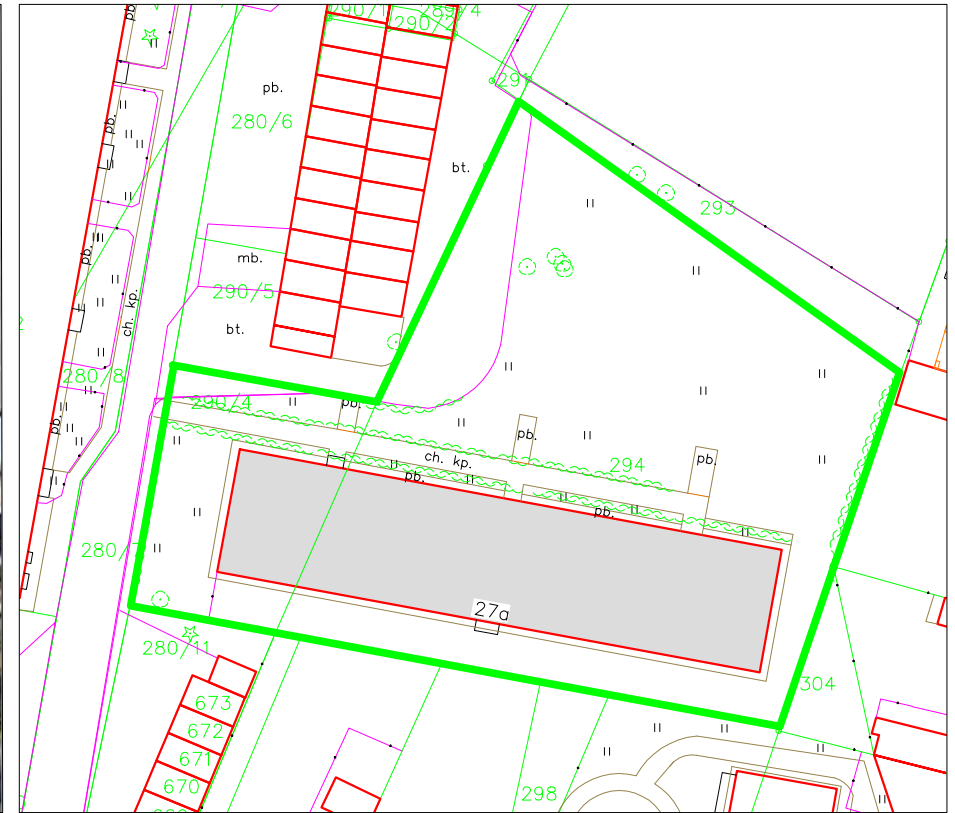 pb.
290/1
289/4
290/2
291
pb.
280/6
pb.
bt.
293
pb.
mb.
290/5
ch. kp.
bt.
280/8
290/4
pb.
pb.
pb.
ch. kp.
294
pb.
pb.
pb.
280/
27a
280/11
304
673
672
671
670
298